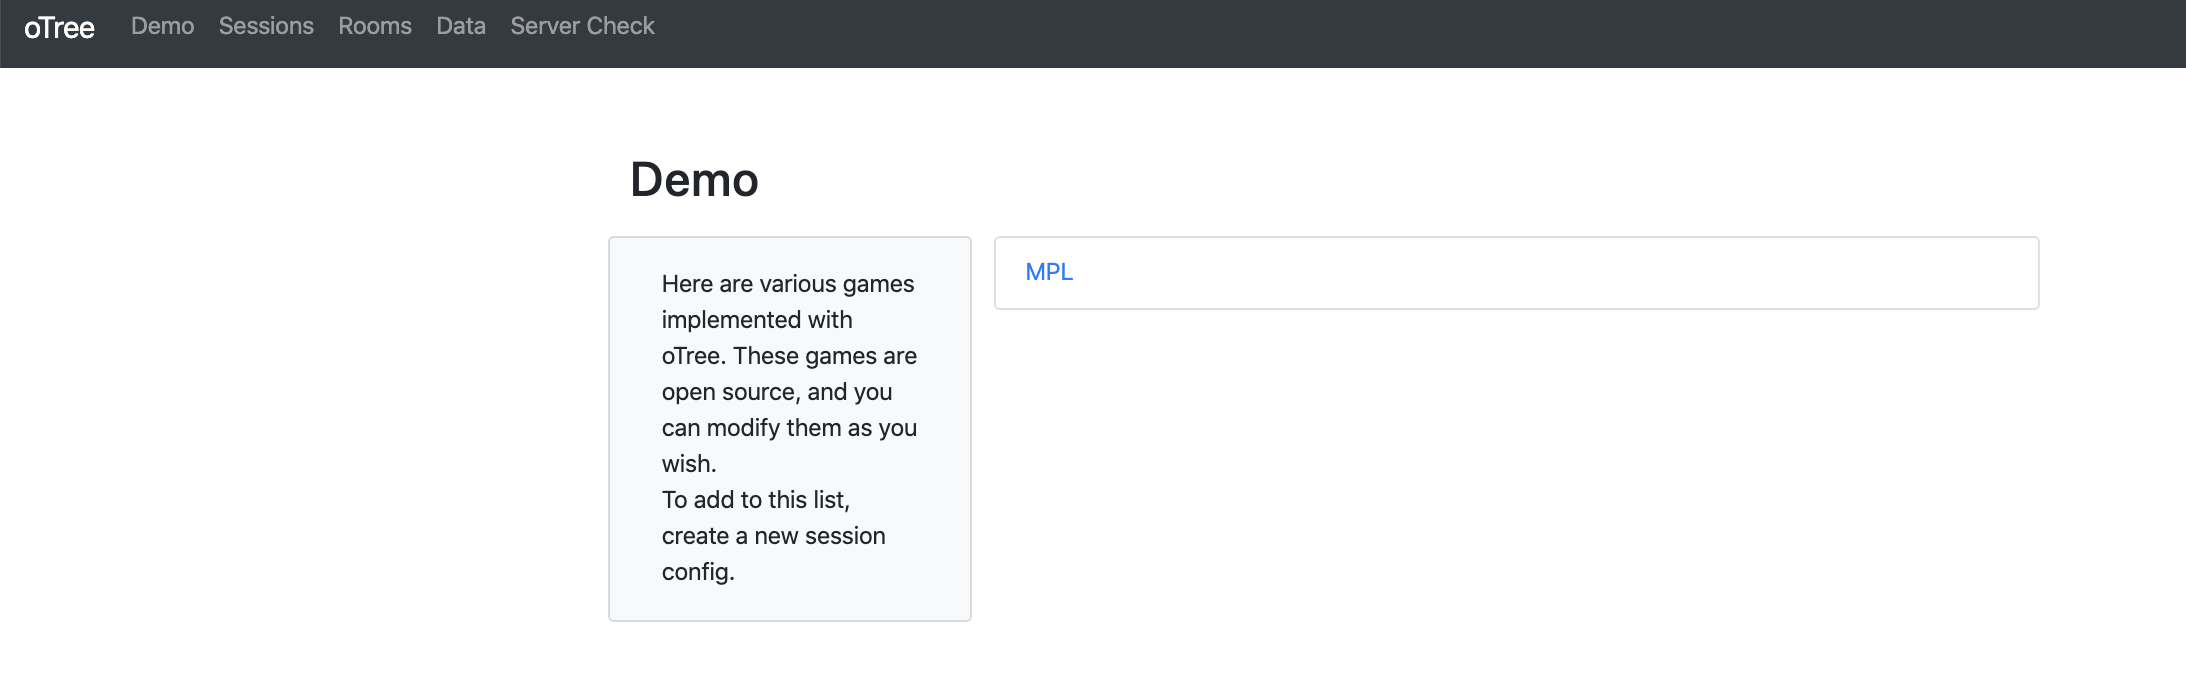 oTree Demo Sessions Rooms Data Server Check
Demo
Here are various games
implemented with
oTree. These games are
open source, and you
can modify them as you
wish.
To add to this list,
create a new session
config.
MPL